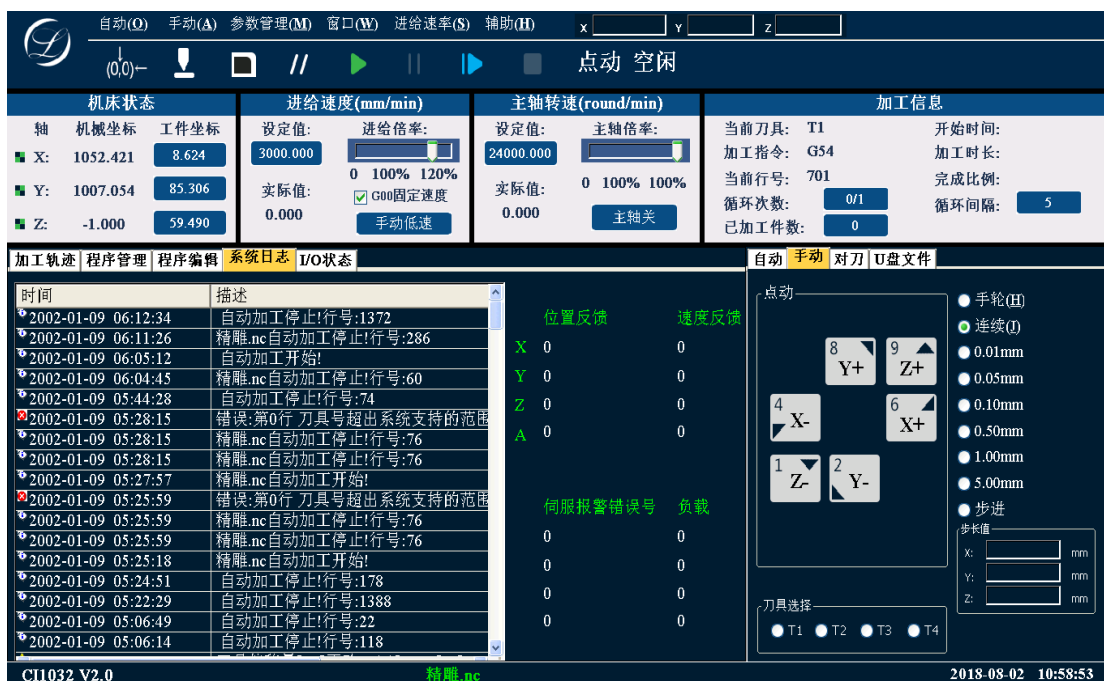 自动(O) 手动(A) 参数管理(M) 窗口(W) 进给速率(S) 辅助(H) X Y Z
(0,0) 点动 空闲
机床状态 进给速度(mm/min) 主轴转速(round/min) 加工信息
轴 机械坐标 工件坐标 设定值: 进给倍率: 设定值: 主轴倍率: 当前刀具: T1 开始时间:
X: 1052.421 8.624 3000.000 24000.000 加工指令: G54 加工时长:
0 100% 120% 0 100% 100% 当前行号: 701 完成比例:
Y: 1007.054 85.306 实际值: G00固定速度 实际值: 循环次数: 0/1 循环间隔: 5
Z: -1.000 59.490 0.000 手动低速 0.000 主轴关 已加工件数: 0
加工轨迹 程序管理 程序编辑 系统日志 I/O状态
时间 描述
2002-01-09 06:12:34 自动加工停止!行号:1372
2002-01-09 06:11:26 精雕.nc自动加工停止!行号:286
2002-01-09 06:05:12 自动加工开始!
2002-01-09 06:04:45 精雕.nc自动加工停止!行号:60
2002-01-09 05:44:28 自动加工停止!行号:74
2002-01-09 05:28:15 错误:第0行 刀具号超出系统支持的范围
2002-01-09 05:28:15 精雕.nc自动加工停止!行号:76
2002-01-09 05:28:15 精雕.nc自动加工停止!行号:76
2002-01-09 05:27:57 精雕.nc自动加工开始!
2002-01-09 05:25:59 错误:第0行 刀具号超出系统支持的范围
2002-01-09 05:25:59 精雕.nc自动加工停止!行号:76
2002-01-09 05:25:59 精雕.nc自动加工停止!行号:76
2002-01-09 05:25:18 精雕.nc自动加工开始!
2002-01-09 05:24:51 自动加工停止!行号:178
2002-01-09 05:22:29 自动加工停止!行号:1388
2002-01-09 05:06:49 自动加工停止!行号:22
2002-01-09 05:06:14 自动加工停止!行号:118
位置反馈 速度反馈
X 0 0
Y 0 0
Z 0 0
A 0 0
伺服报警错误号 负载
0 0
0 0
0 0
0 0
自动 手动 对刀 U盘文件
点动
8 Y+ 9 Z+
4 X- 6 X+
1 Z- 2 Y-
手轮(H)
连续(J)
0.01mm
0.05mm
0.10mm
0.50mm
1.00mm
5.00mm
步进
步长值
X: mm
Y: mm
Z: mm
刀具选择
T1 T2 T3 T4
CI1032 V2.0 精雕.nc 2018-08-02 10:58:53